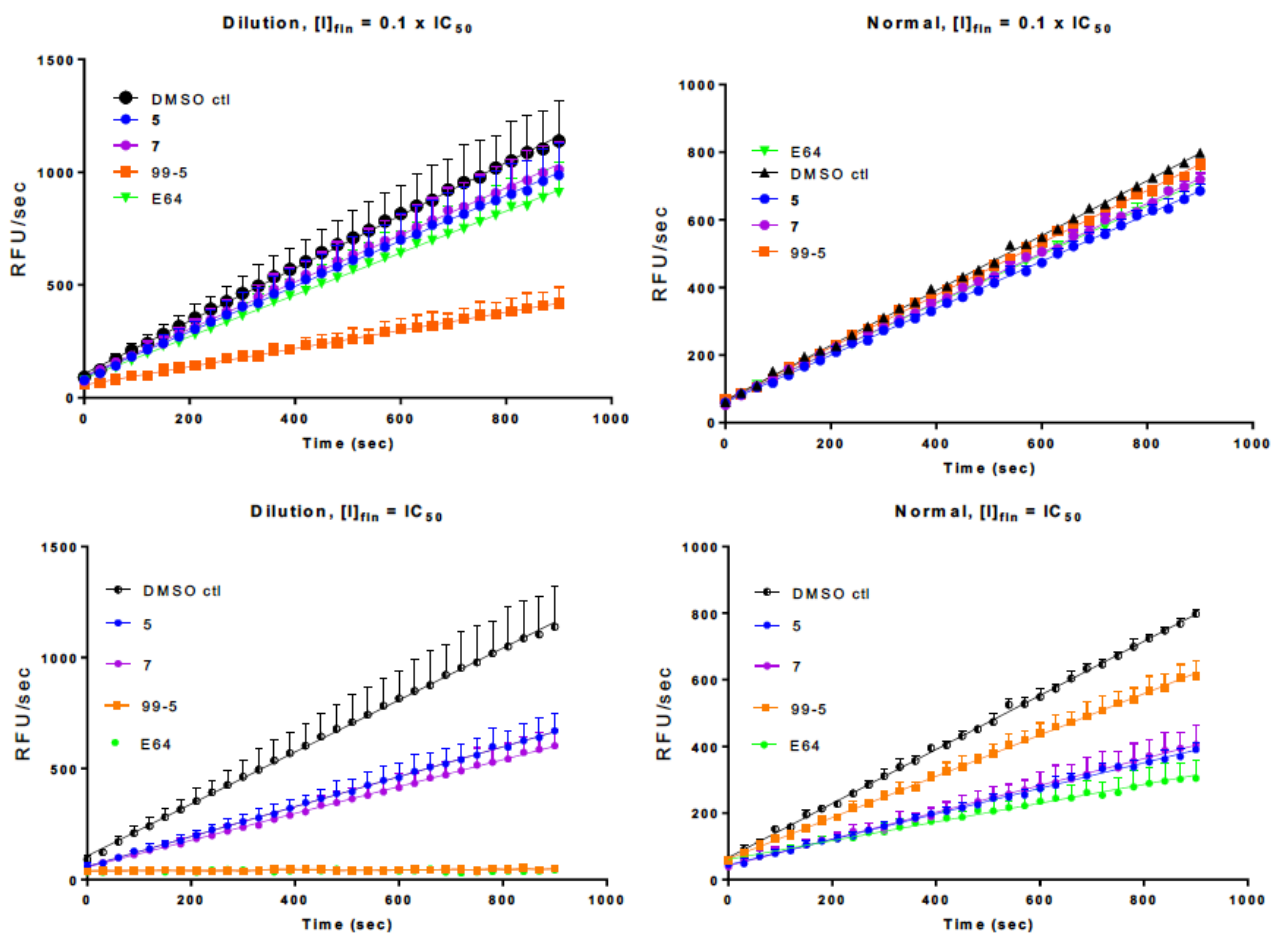 Dilution, [I]fin = 0.1 x IC50
1500
1000
500
0
RFU/sec
DMSO ctl
5
7
99-5
E64
0 200 400 600 800 1000
Time (sec)
Normal, [I]fin = 0.1 x IC50
1000
800
600
400
200
0
RFU/sec
E64
DMSO ctl
5
7
99-5
0 200 400 600 800 1000
Time (sec)
Dilution, [I]fin = IC50
1500
1000
500
0
RFU/sec
DMSO ctl
5
7
99-5
E64
0 200 400 600 800 1000
Time (sec)
Normal, [I]fin = IC50
1000
800
600
400
200
0
RFU/sec
DMSO ctl
5
7
99-5
E64
0 200 400 600 800 1000
Time (sec)